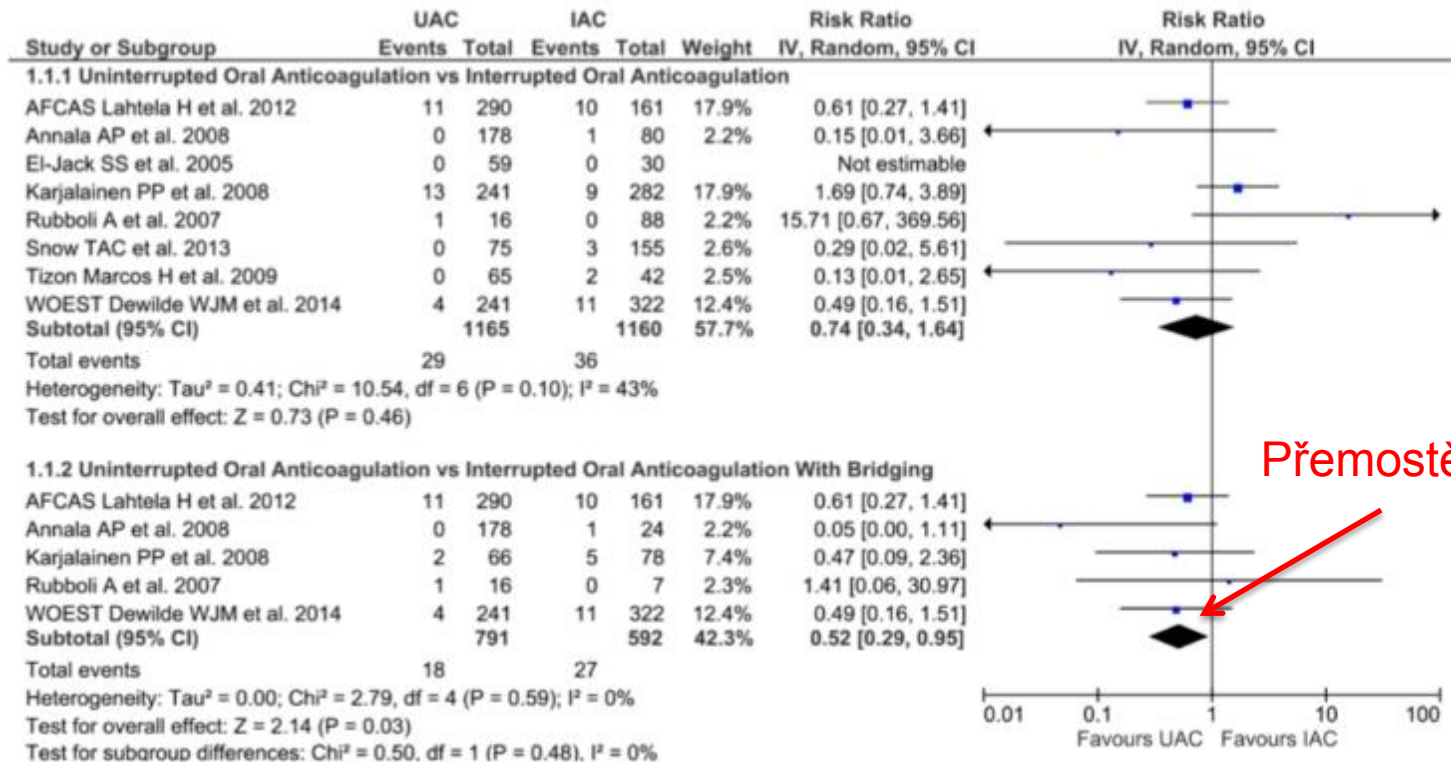 UAC IAC Risk Ratio Risk Ratio
Study or Subgroup Events Total Events Total Weight IV, Random, 95% CI IV, Random, 95% CI
1.1.1 Uninterrupted Oral Anticoagulation vs Interrupted Oral Anticoagulation
AFCAS Lahtela H et al. 2012 11 290 10 161 17.9% 0.61 [0.27, 1.41]
Annala AP et al. 2008 0 178 1 80 2.2% 0.15 [0.01, 3.66]
El-Jack SS et al. 2005 0 59 0 30 Not estimable
Karjalainen PP et al. 2008 13 241 9 282 17.9% 1.69 [0.74, 3.89]
Rubboli A et al. 2007 1 16 0 88 2.2% 15.71 [0.67, 369.56]
Snow TAC et al. 2013 0 75 3 155 2.6% 0.29 [0.02, 5.61]
Tizon Marcos H et al. 2009 0 65 2 42 2.5% 0.13 [0.01, 2.65]
WOEST Dewilde WJM et al. 2014 4 241 11 322 12.4% 0.49 [0.16, 1.51]
Subtotal (95% CI) 1165 1160 57.7% 0.74 [0.34, 1.64]
Total events 29 36
Heterogeneity: Tau² = 0.41; Chi² = 10.54, df = 6 (P = 0.10); I² = 43%
Test for overall effect: Z = 0.73 (P = 0.46)
1.1.2 Uninterrupted Oral Anticoagulation vs Interrupted Oral Anticoagulation With Bridging
Přemostě
AFCAS Lahtela H et al. 2012 11 290 10 161 17.9% 0.61 [0.27, 1.41]
Annala AP et al. 2008 0 178 1 24 2.2% 0.05 [0.00, 1.11]
Karjalainen PP et al. 2008 2 66 5 78 7.4% 0.47 [0.09, 2.36]
Rubboli A et al. 2007 1 16 0 7 2.3% 1.41 [0.06, 30.97]
WOEST Dewilde WJM et al. 2014 4 241 11 322 12.4% 0.49 [0.16, 1.51]
Subtotal (95% CI) 791 592 42.3% 0.52 [0.29, 0.95]
Total events 18 27
Heterogeneity: Tau² = 0.00; Chi² = 2.79, df = 4 (P = 0.59); I² = 0%
Test for overall effect: Z = 2.14 (P = 0.03)
Test for subgroup differences: Chi² = 0.50, df = 1 (P = 0.48), I² = 0%
0.01 0.1 1 10 100
Favours UAC Favours IAC